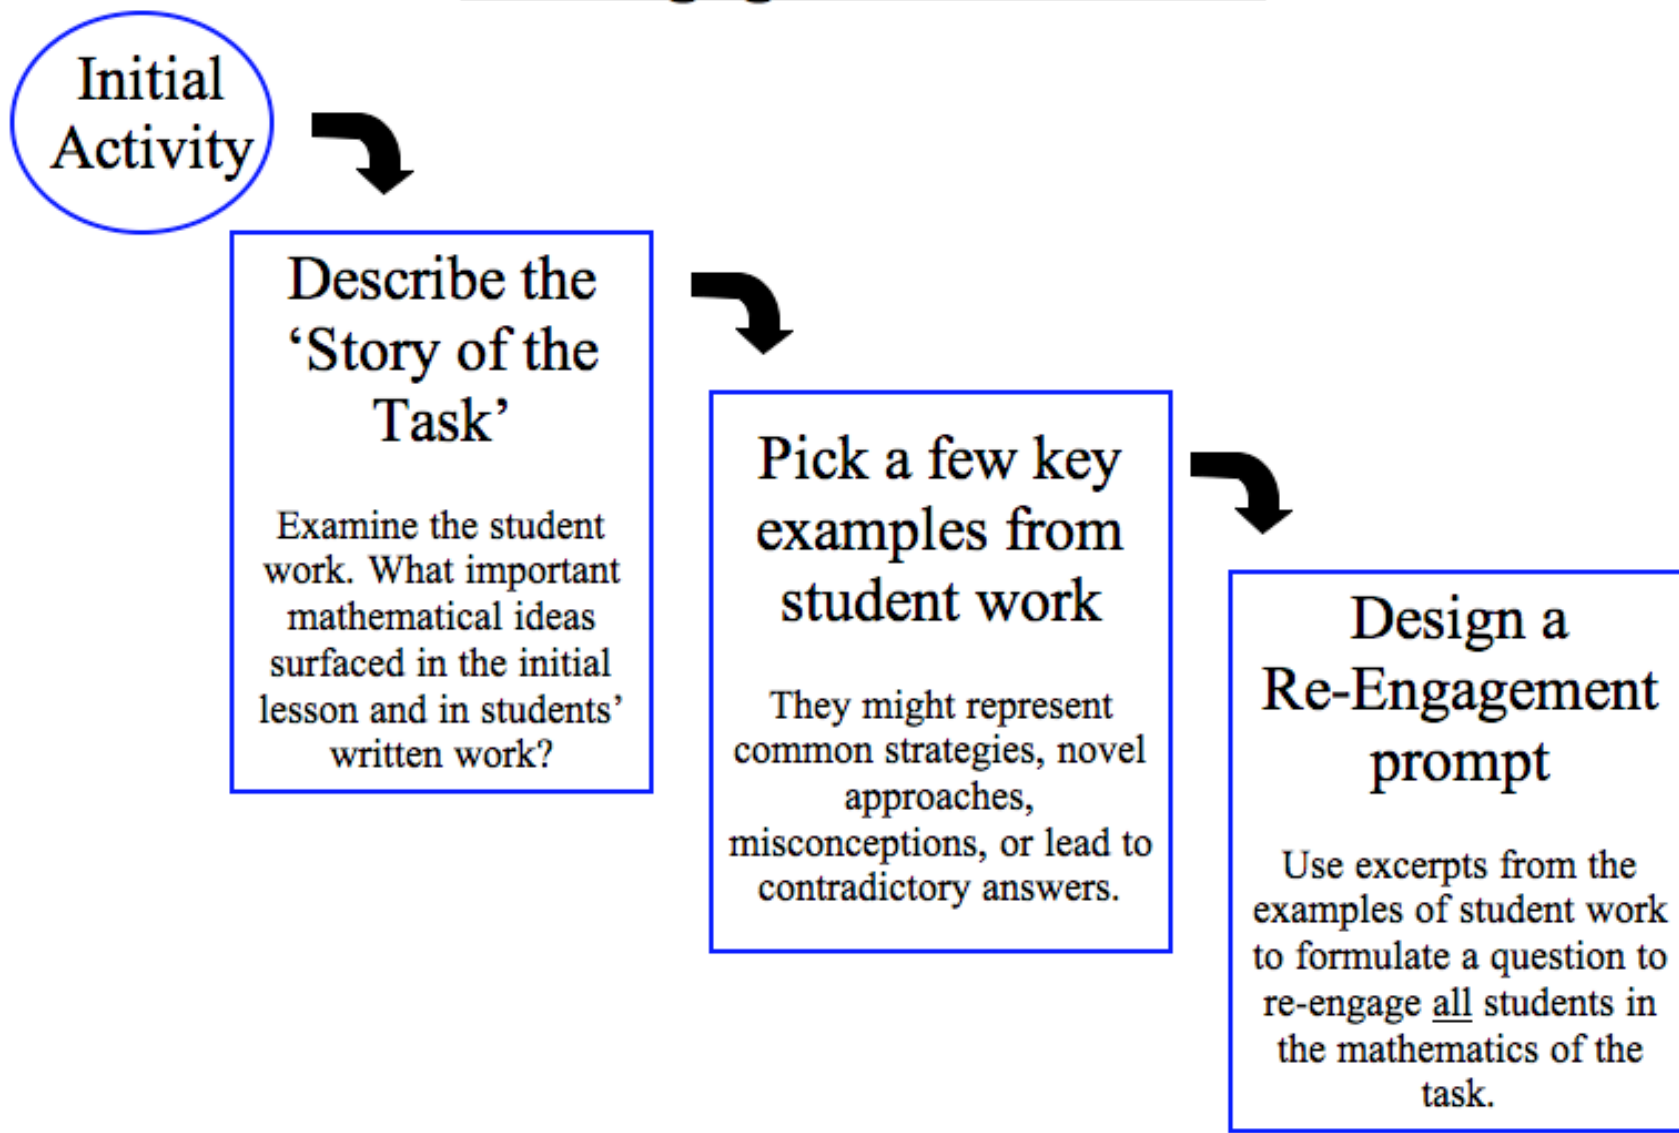 Initial
Activity
Describe the
‘Story of the
Task’
Examine the student
work. What important
mathematical ideas
surfaced in the initial
lesson and in students’
written work?
Pick a few key
examples from
student work
They might represent
common strategies, novel
approaches,
misconceptions, or lead to
contradictory answers.
Design a
Re-Engagement
prompt
Use excerpts from the
examples of student work
to formulate a question to
re-engage all students in
the mathematics of the
task.